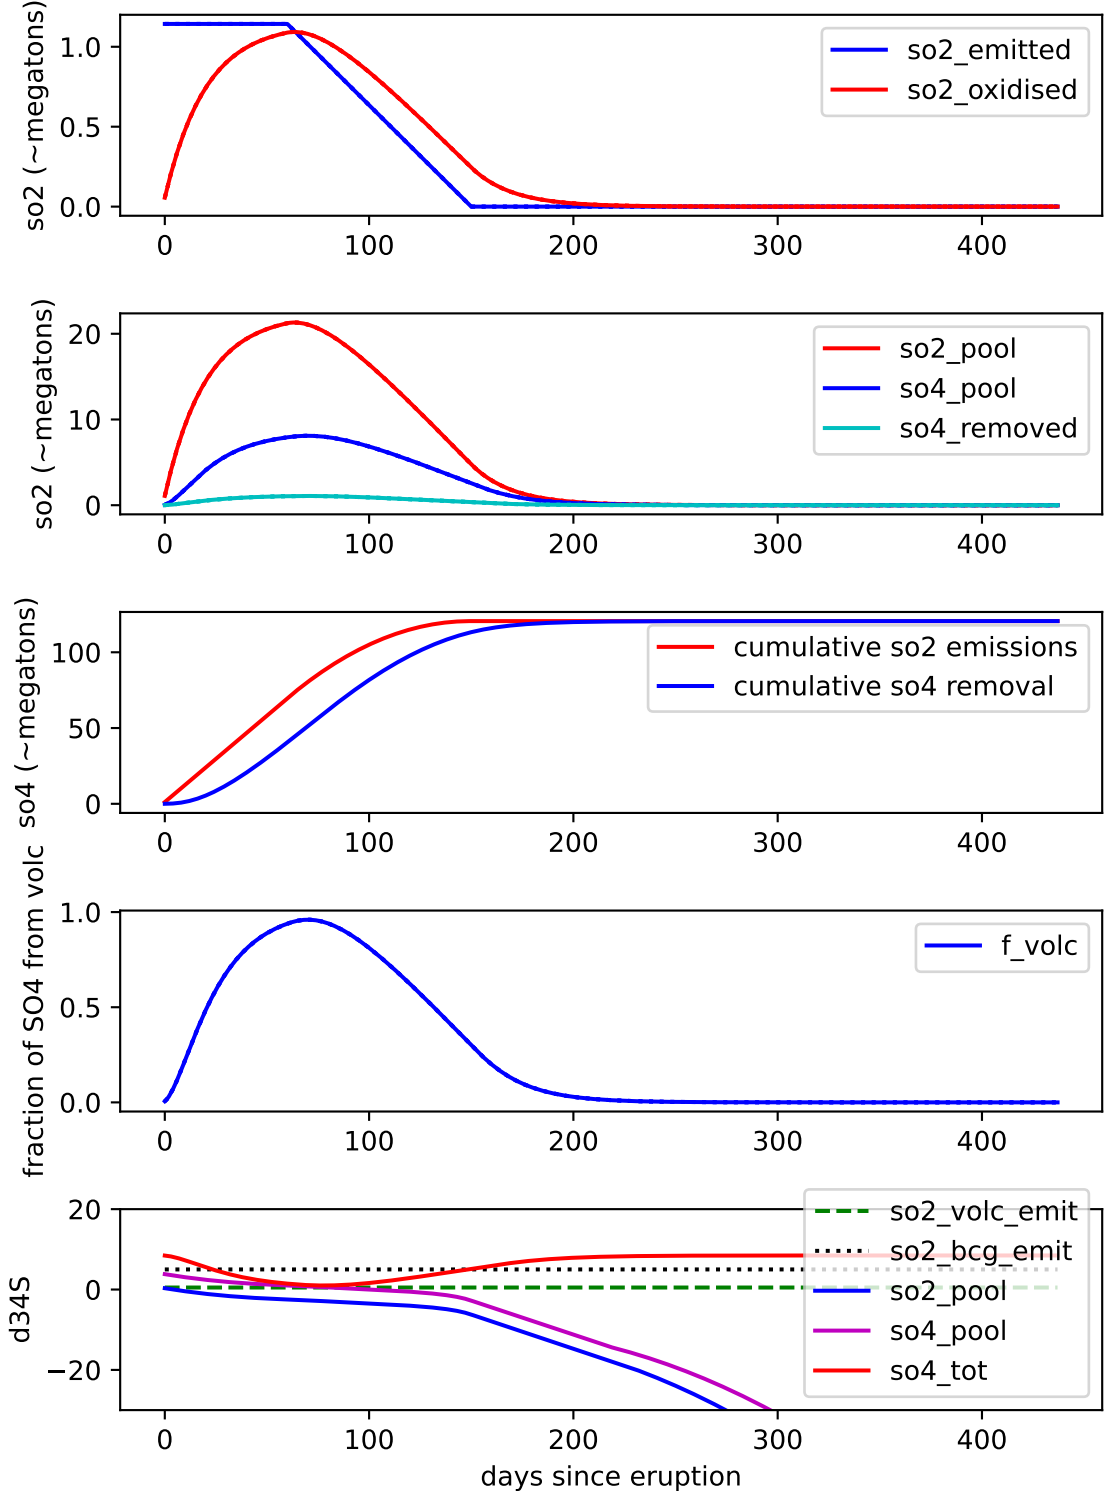 so2 (~megatons)
1.0
0.5
0.0
so2_emitted
so2_oxidised
0 100 200 300 400
so2 (~megatons)
20
10
0
so2_pool
so4_pool
so4_removed
0 100 200 300 400
so4 (~megatons)
100
50
0
cumulative so2 emissions
cumulative so4 removal
0 100 200 300 400
fraction of SO4 from volc
1.0
0.5
0.0
f_volc
0 100 200 300 400
d34S
20
0
−20
so2_volc_emit
so2_bcg_emit
so2_pool
so4_pool
so4_tot
0 100 200 300 400
days since eruption